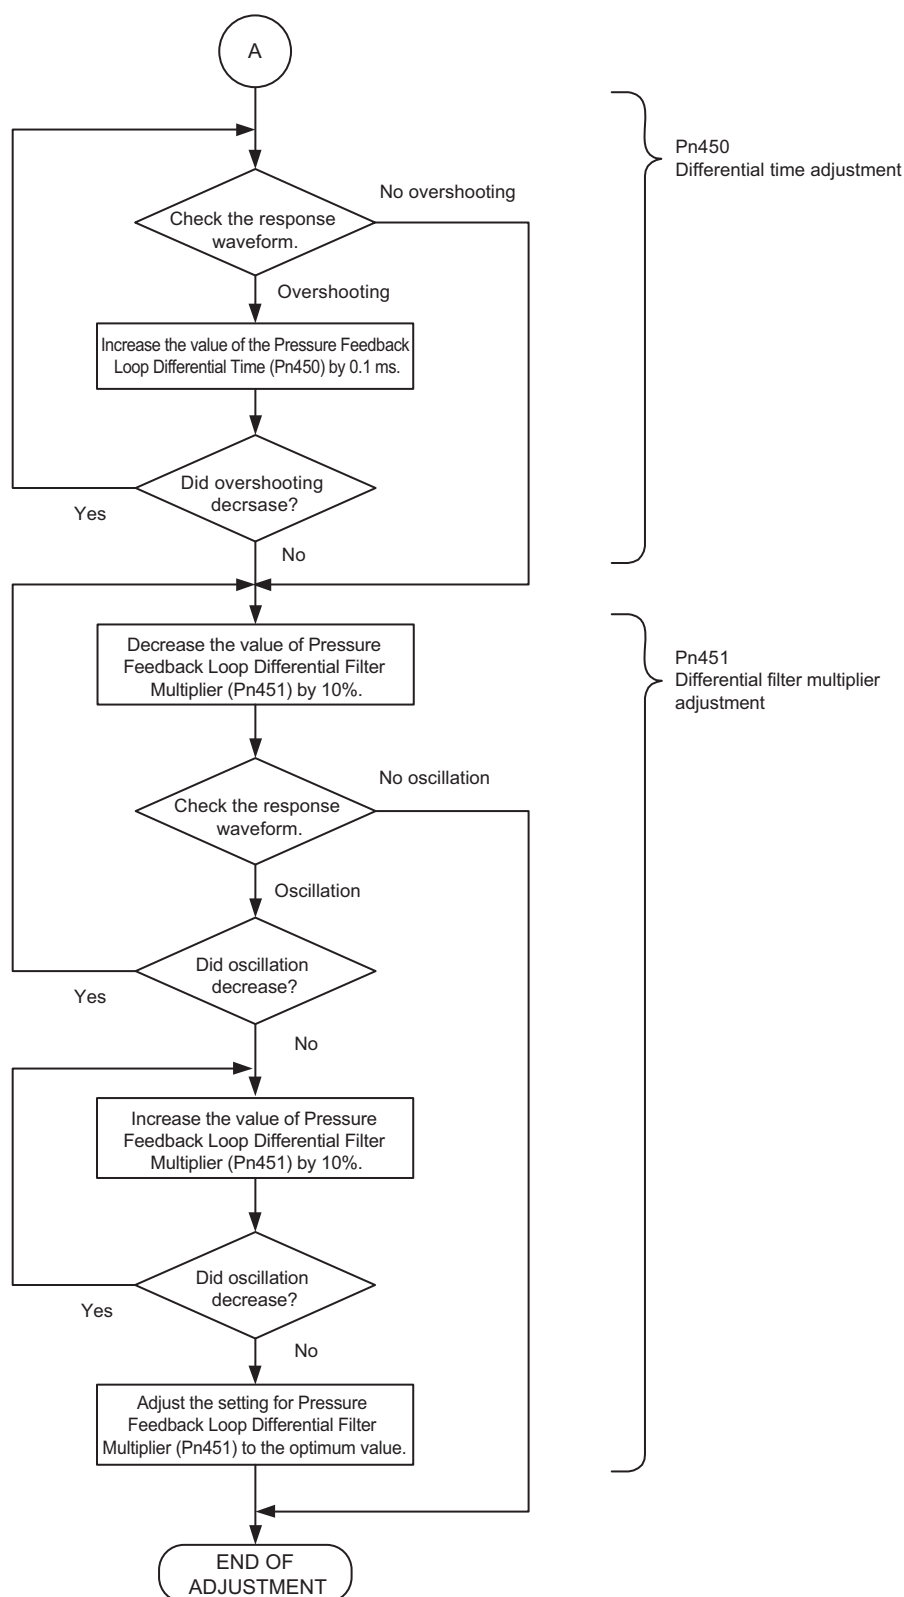 A
Pn450
Differential time adjustment
No overshooting
Check the response
waveform.
Overshooting
Increase the value of the Pressure Feedback
Loop Differential Time (Pn450) by 0.1 ms.
Did overshooting
decrsase?
Yes
No
Decrease the value of Pressure
Feedback Loop Differential Filter
Multiplier (Pn451) by 10%.
Pn451
Differential filter multiplier
adjustment
No oscillation
Check the response
waveform.
Oscillation
Did oscillation
decrease?
Yes
No
Increase the value of Pressure
Feedback Loop Differential Filter
Multiplier (Pn451) by 10%.
Did oscillation
decrease?
Yes
No
Adjust the setting for Pressure
Feedback Loop Differential Filter
Multiplier (Pn451) to the optimum value.
END OF
ADJUSTMENT